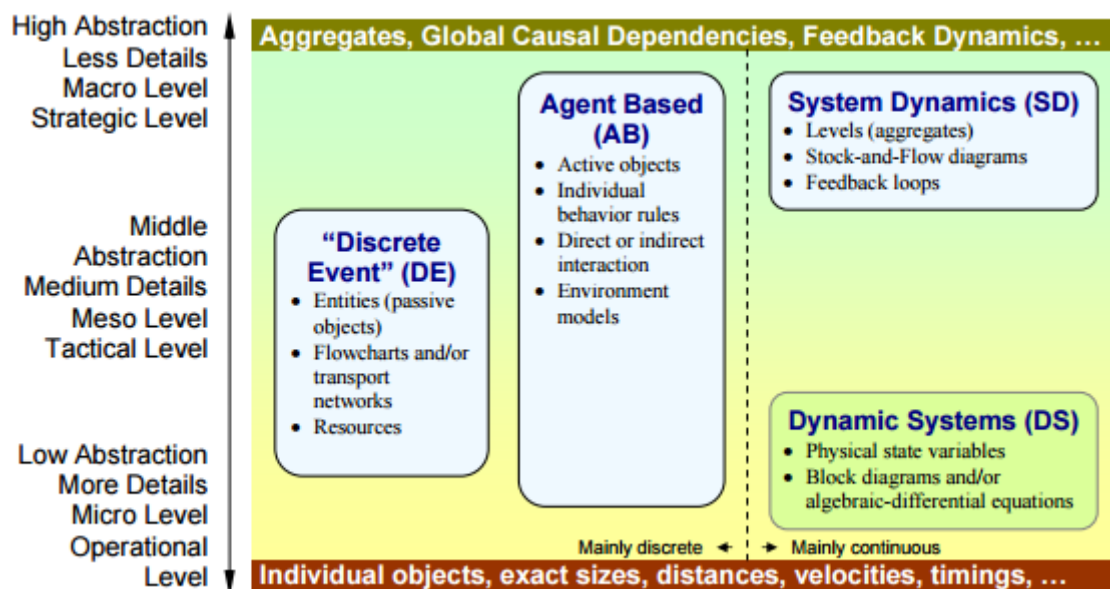 High Abstraction
Less Details
Macro Level
Strategic Level
Middle
Abstraction
Medium Details
Meso Level
Tactical Level
Low Abstraction
More Details
Micro Level
Operational
Level
Aggregates, Global Causal Dependencies, Feedback Dynamics, …
“Discrete
Event” (DE)
• Entities (passive
objects)
• Flowcharts and/or
transport
networks
• Resources
Agent Based
(AB)
• Active objects
• Individual
behavior rules
• Direct or indirect
interaction
• Environment
models
System Dynamics (SD)
• Levels (aggregates)
• Stock-and-Flow diagrams
• Feedback loops
Dynamic Systems (DS)
• Physical state variables
• Block diagrams and/or
algebraic-differential equations
Mainly discrete
Mainly continuous
Individual objects, exact sizes, distances, velocities, timings, …